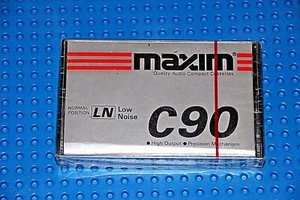 maxim
Quality Audio Compact Cassettes
NORMAL POSITION
LN
Low Noise
C90
• High Output • Precision Mechanism